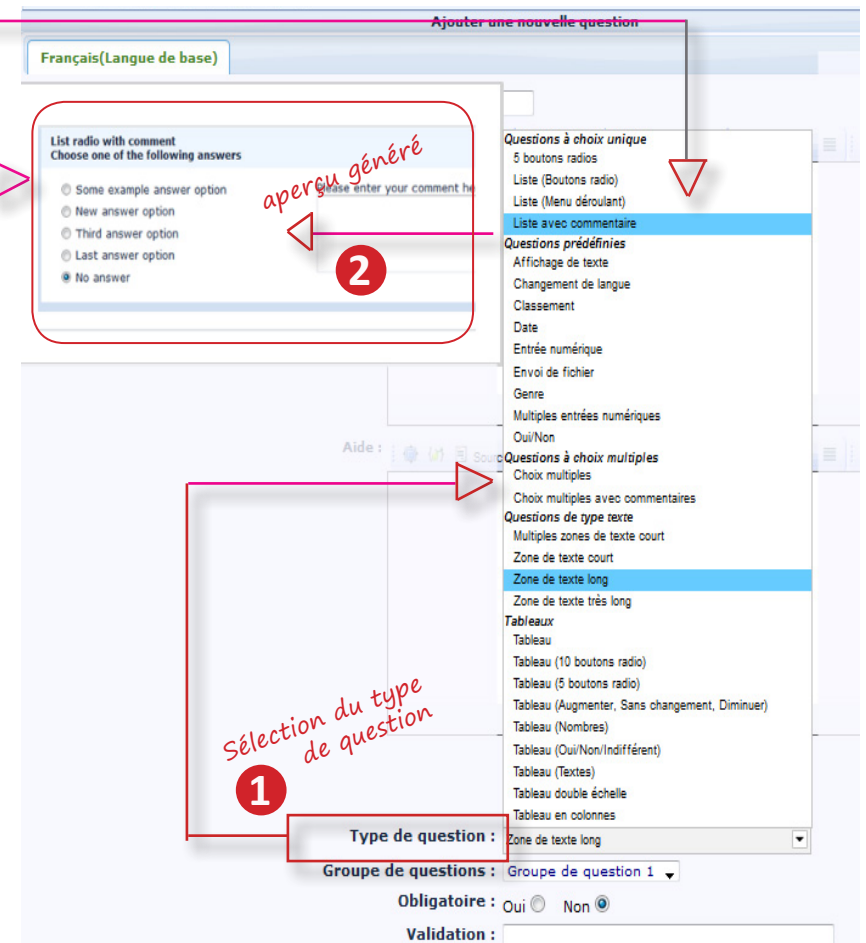 Ajouter une nouvelle question
Français(Langue de base)
List radio with comment
Choose one of the following answers
Some example answer option
New answer option
Third answer option
Last answer option
No answer
Please enter your comment he
aperçu généré
2
Questions à choix unique
5 boutons radios
Liste (Boutons radio)
Liste (Menu déroulant)
Liste avec commentaire
Questions prédéfinies
Affichage de texte
Changement de langue
Classement
Date
Entrée numérique
Envoi de fichier
Genre
Multiples entrées numériques
Oui/Non
Aide :
Sourc
Questions à choix multiples
Choix multiples
Choix multiples avec commentaires
Questions de type texte
Multiples zones de texte court
Zone de texte court
Zone de texte long
Zone de texte très long
Tableaux
Tableau
Tableau (10 boutons radio)
Tableau (5 boutons radio)
Tableau (Augmenter, Sans changement, Diminuer)
Tableau (Nombres)
Tableau (Oui/Non/Indifférent)
Tableau (Textes)
Tableau double échelle
Tableau en colonnes
Sélection du type
de question
1
Type de question : Zone de texte long
Groupe de questions : Groupe de question 1
Obligatoire : Oui Non
Validation :